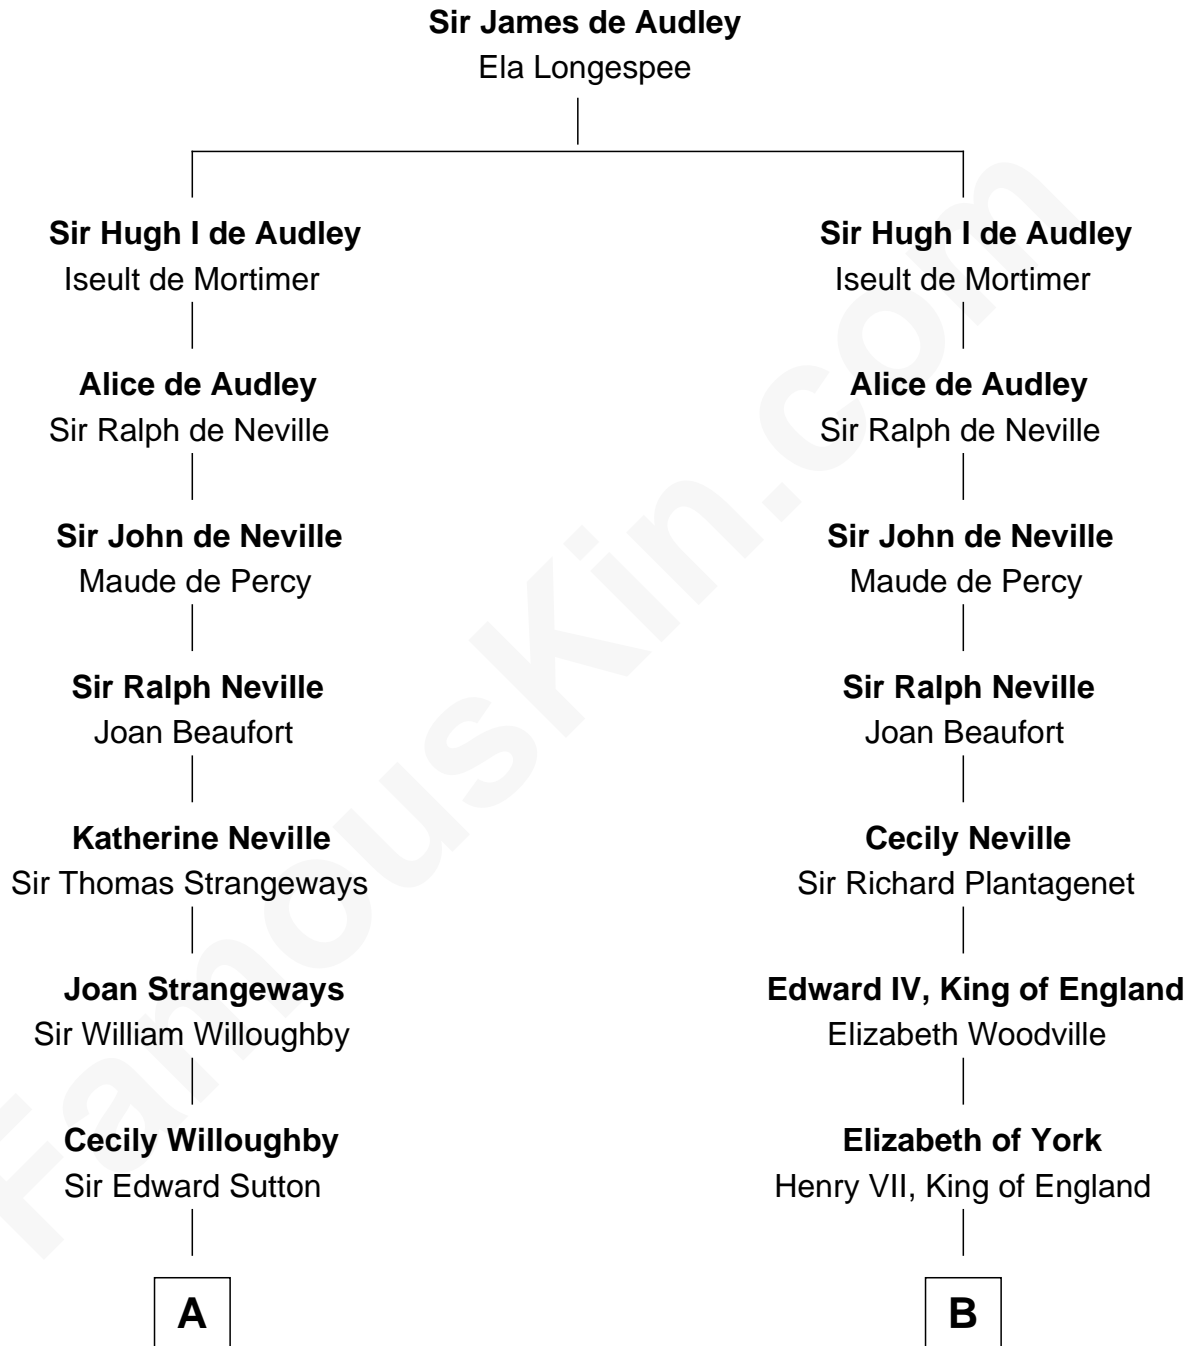 Sir James de Audley
Ela Longespee
Sir Hugh I de Audley
Iseult de Mortimer
Sir Hugh I de Audley
Iseult de Mortimer
Alice de Audley
Sir Ralph de Neville
Alice de Audley
Sir Ralph de Neville
Sir John de Neville
Maude de Percy
Sir John de Neville
Maude de Percy
Sir Ralph Neville
Joan Beaufort
Sir Ralph Neville
Joan Beaufort
Katherine Neville
Sir Thomas Strangeways
Cecily Neville
Sir Richard Plantagenet
Joan Strangeways
Sir William Willoughby
Edward IV, King of England
Elizabeth Woodville
Cecily Willoughby
Sir Edward Sutton
Elizabeth of York
Henry VII, King of England
A
B
FamousKin.com